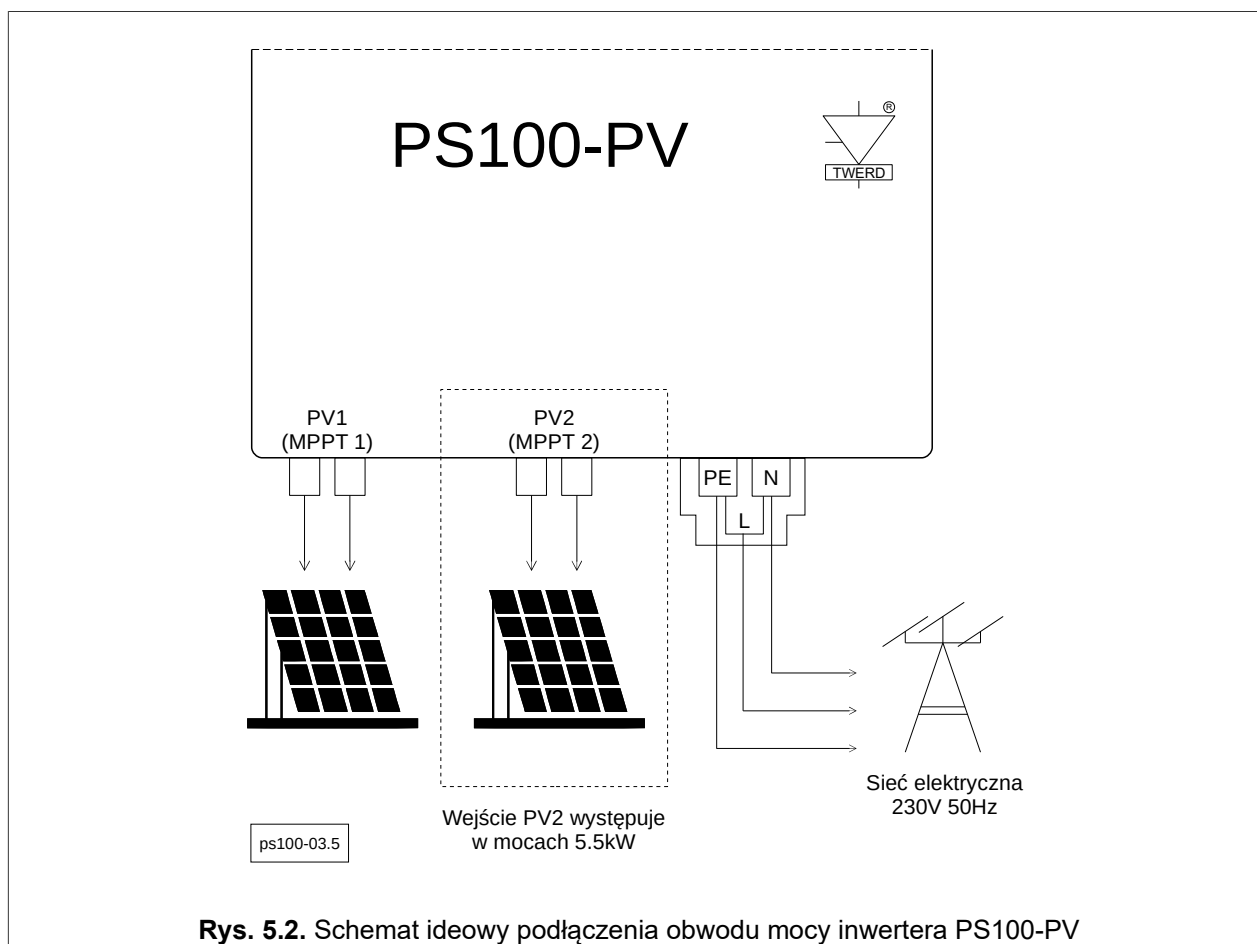 PS100-PV
®
TWERD
PV1
(MPPT 1)
PV2
(MPPT 2)
PE
N
L
Sieć elektryczna
230V 50Hz
Wejście PV2 występuje
w mocach 5.5kW
ps100-03.5
Rys. 5.2. Schemat ideowy podłączenia obwodu mocy inwertera PS100-PV